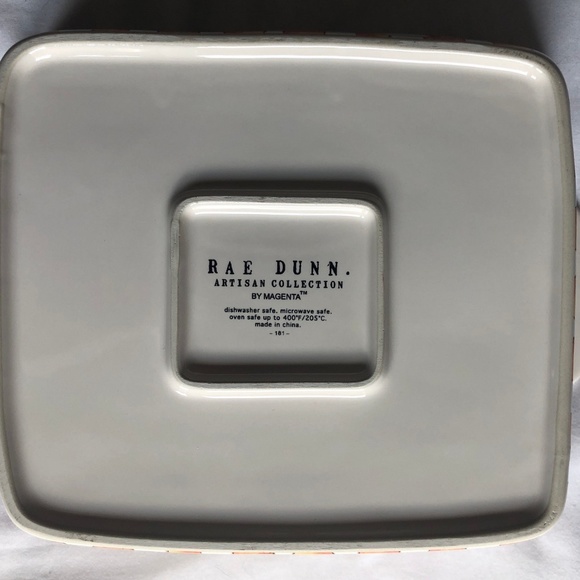 RAE DUNN.
ARTISAN COLLECTION
BY MAGENTA™
dishwasher safe. microwave safe.
oven safe up to 400°F/205°C.
made in china.
- 181 -